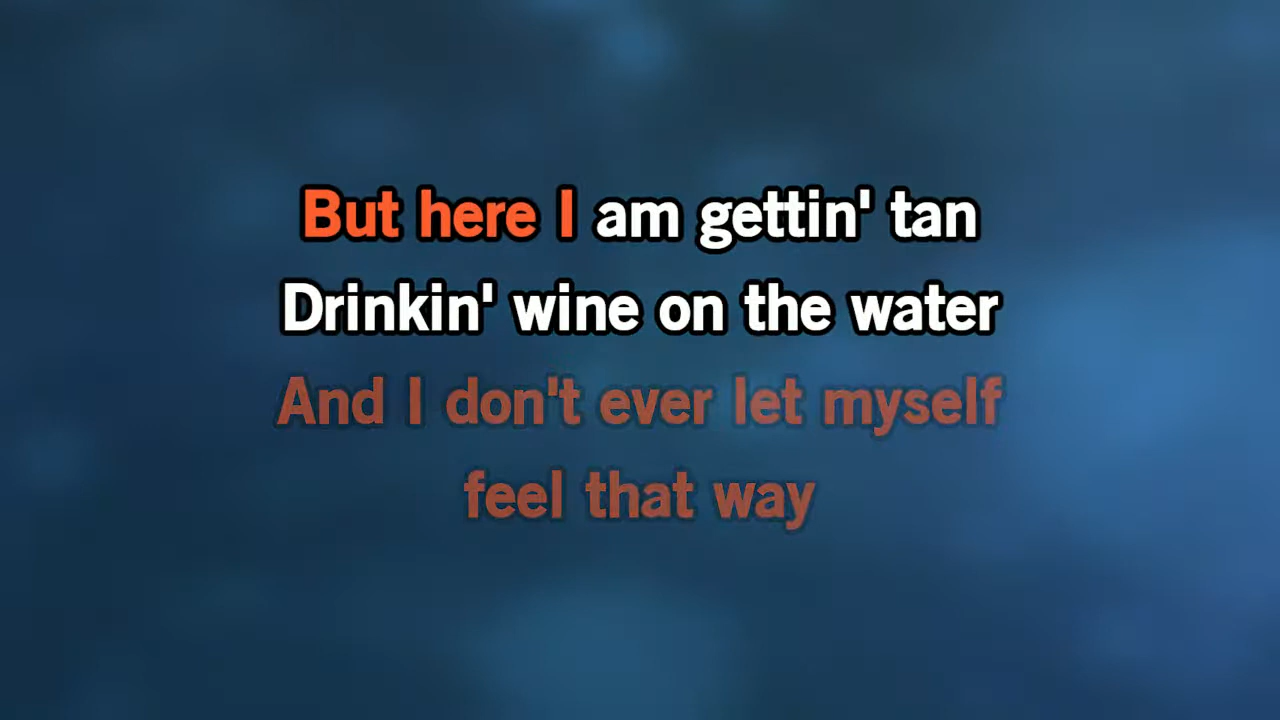 But here I am gettin' tan
Drinkin' wine on the water
And I don't ever let myself
feel that way